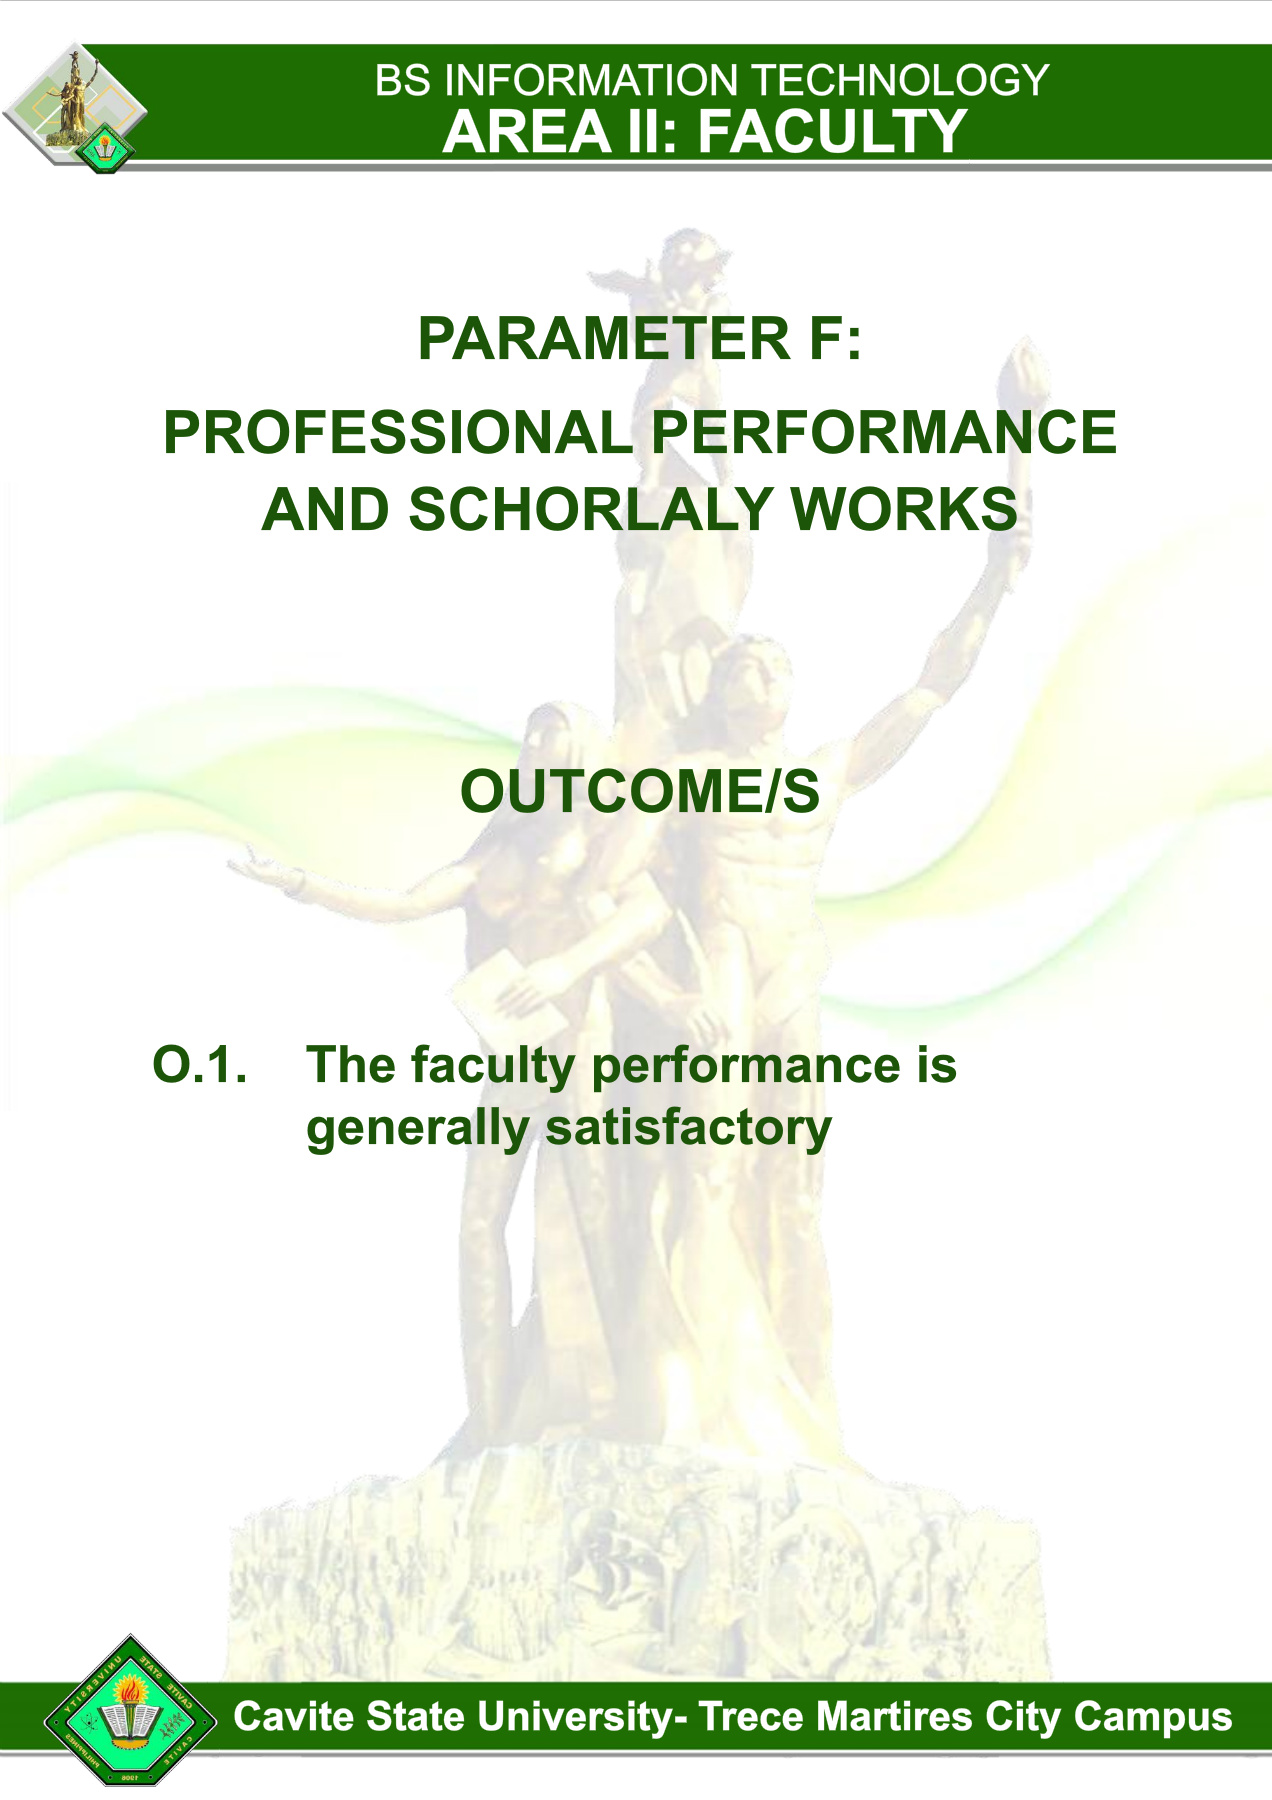 BS INFORMATION TECHNOLOGY
AREA II: FACULTY
PARAMETER F:
PROFESSIONAL PERFORMANCE
AND SCHORLALY WORKS
OUTCOME/S
O.1. The faculty performance is
generally satisfactory
CAVITE STATE UNIVERSITY
CAVITE PHILIPPINES
1906
Cavite State University- Trece Martires City Campus